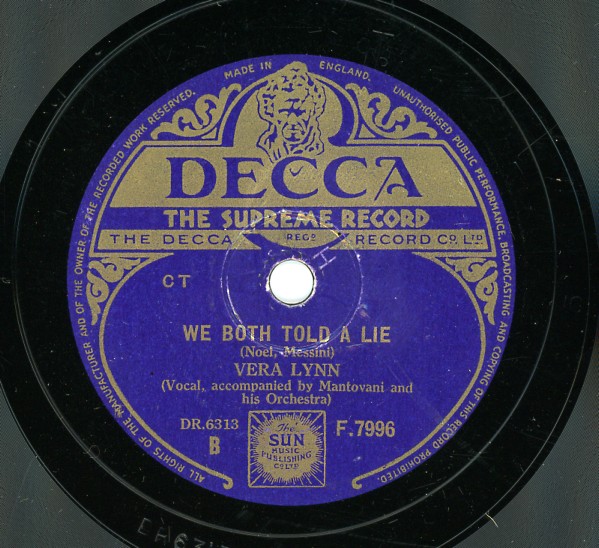 MADE IN ENGLAND.
UNAUTHORISED PUBLIC PERFORMANCE, BROADCASTING AND COPYING OF THIS RECORD PROHIBITED.
ALL RIGHTS OF THE MANUFACTURER AND OF THE OWNER OF THE RECORDED WORK RESERVED.
DECCA
THE SUPREME RECORD
THE DECCA REGD RECORD CO. LTD
CT
WE BOTH TOLD A LIE
(Noel, Messini)
VERA LYNN
(Vocal, accompanied by Mantovani and
his Orchestra)
DR.6313
B
The
SUN
MUSIC
PUBLISHING
CO LTD
F.7996